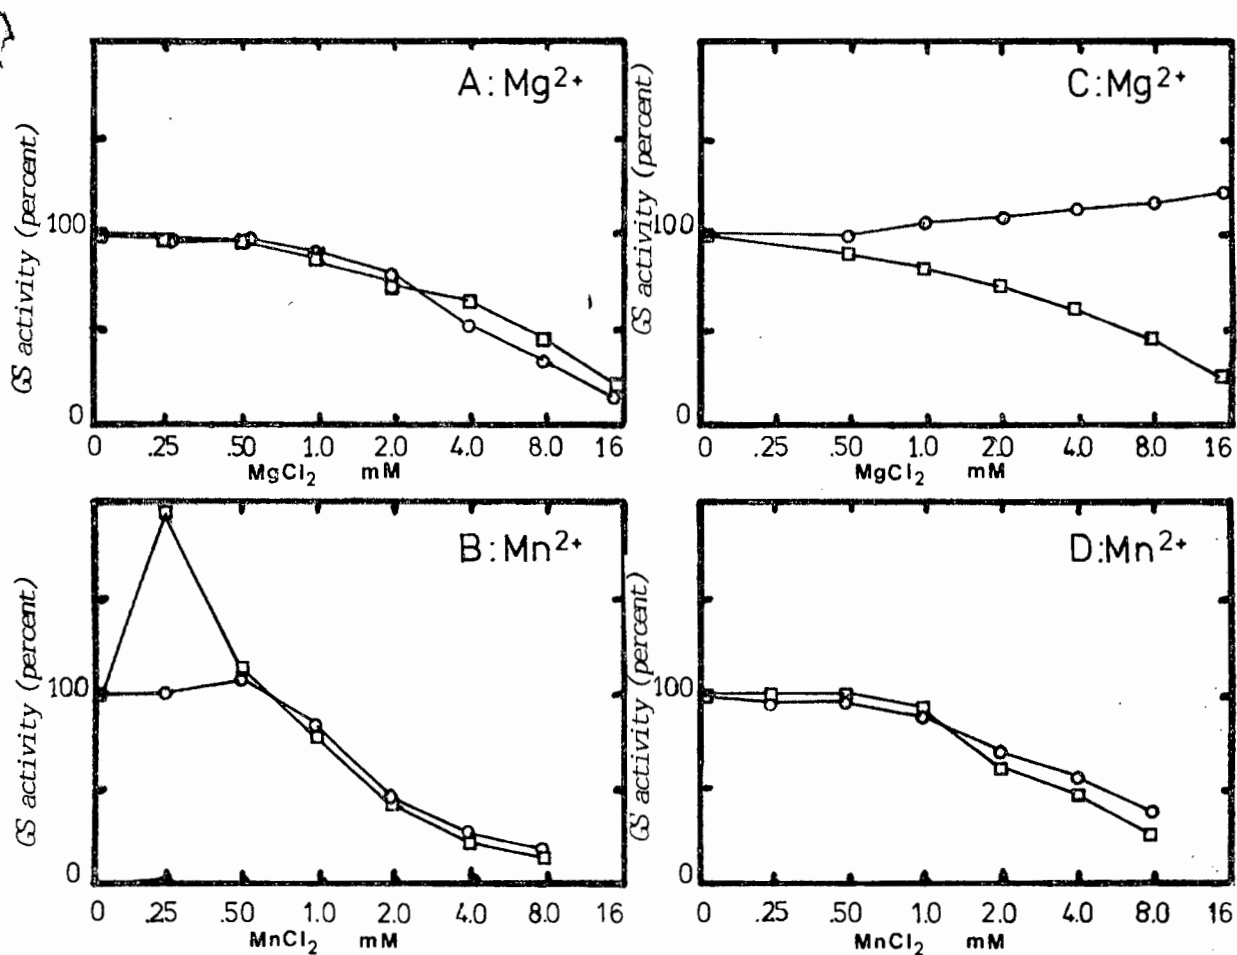 A: Mg2+
GS activity (percent)
100
0
0 .25 .50 1.0 2.0 4.0 8.0 16
MgCl2 mM
C:Mg2+
GS activity (percent)
100
0
0 .25 .50 1.0 2.0 4.0 8.0 16
MgCl2 mM
B:Mn2+
GS activity (percent)
100
0
0 .25 .50 1.0 2.0 4.0 8.0 16
MnCl2 mM
D:Mn2+
GS activity (percent)
100
0
0 .25 .50 1.0 2.0 4.0 8.0 16
MnCl2 mM